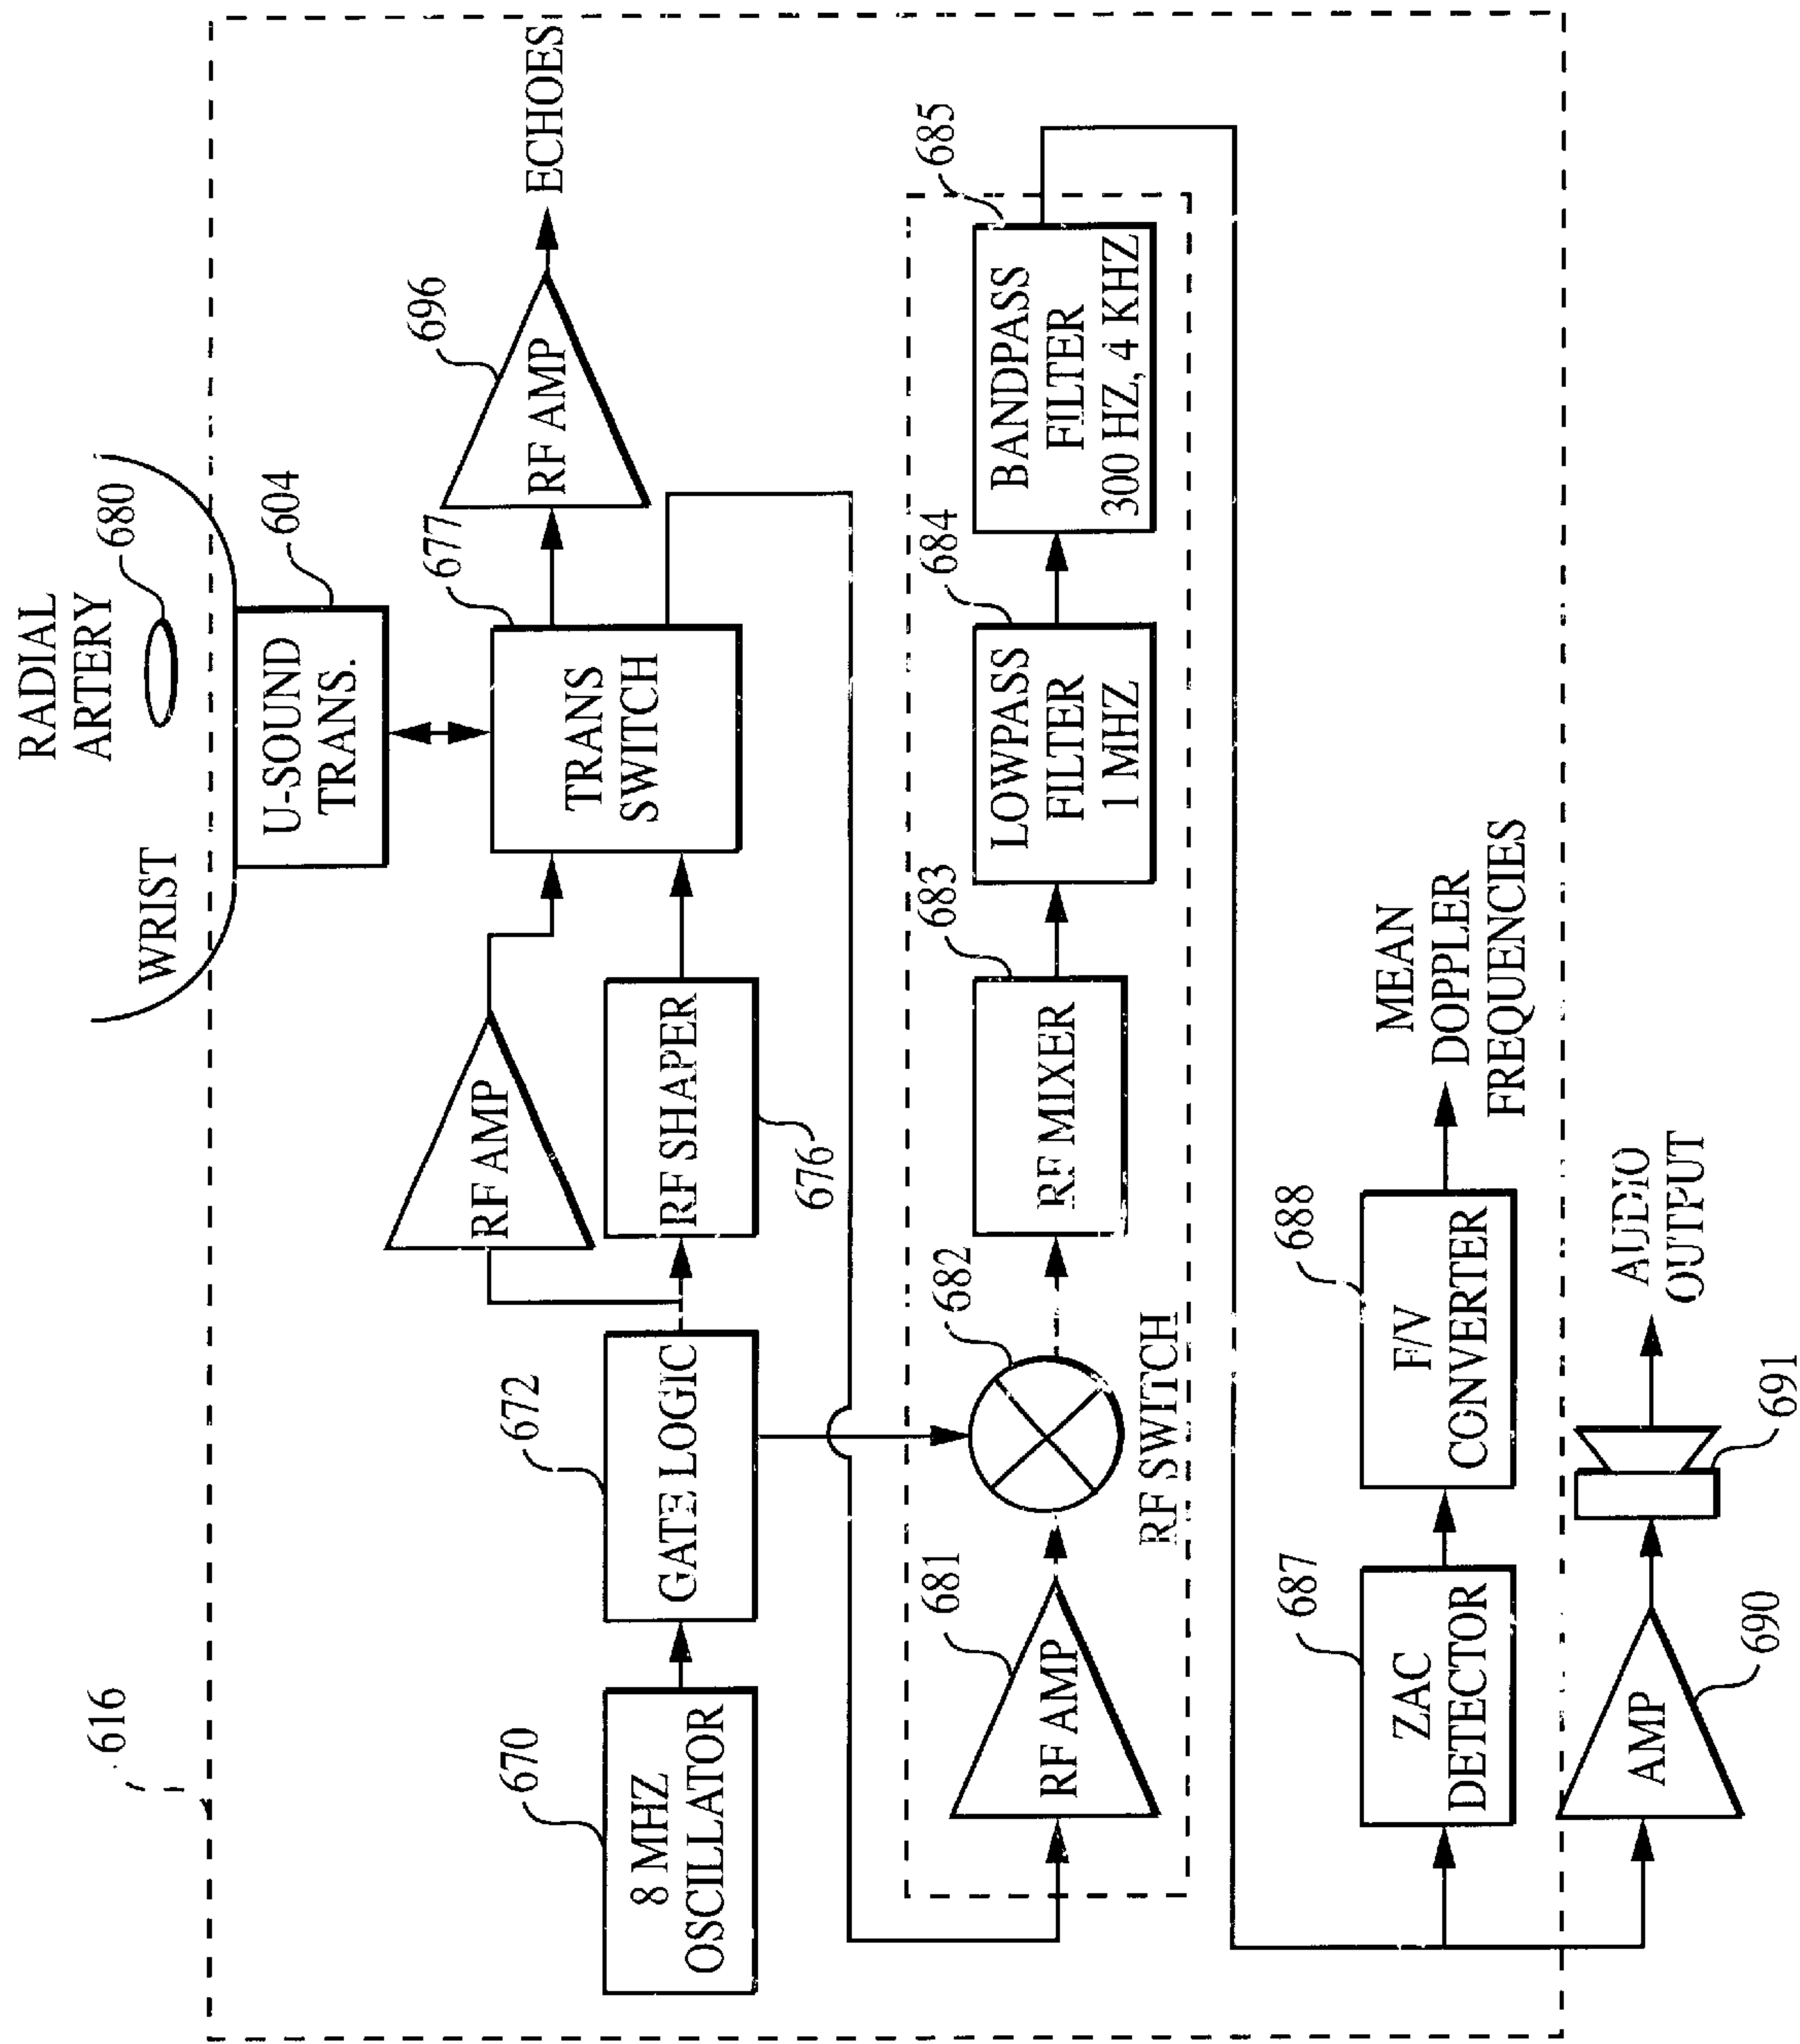 616
RADIAL
ARTERY
680
WRIST
604
U-SOUND
TRANS.
696
RF AMP
ECHOES
677
TRANS
SWITCH
RF AMP
RF SHAPER
676
672
GATE LOGIC
670
8 MHZ
OSCILLATOR
681
RF AMP
682
RF SWITCH
683
RF MIXER
684
LOWPASS
FILTER
1 MHZ
685
BANDPASS
FILTER
300 HZ, 4 KHZ
687
ZAC
DETECTOR
688
F/V
CONVERTER
MEAN
DOPPLER
FREQUENCIES
AMP
690
691
AUDIO
OUTPUT